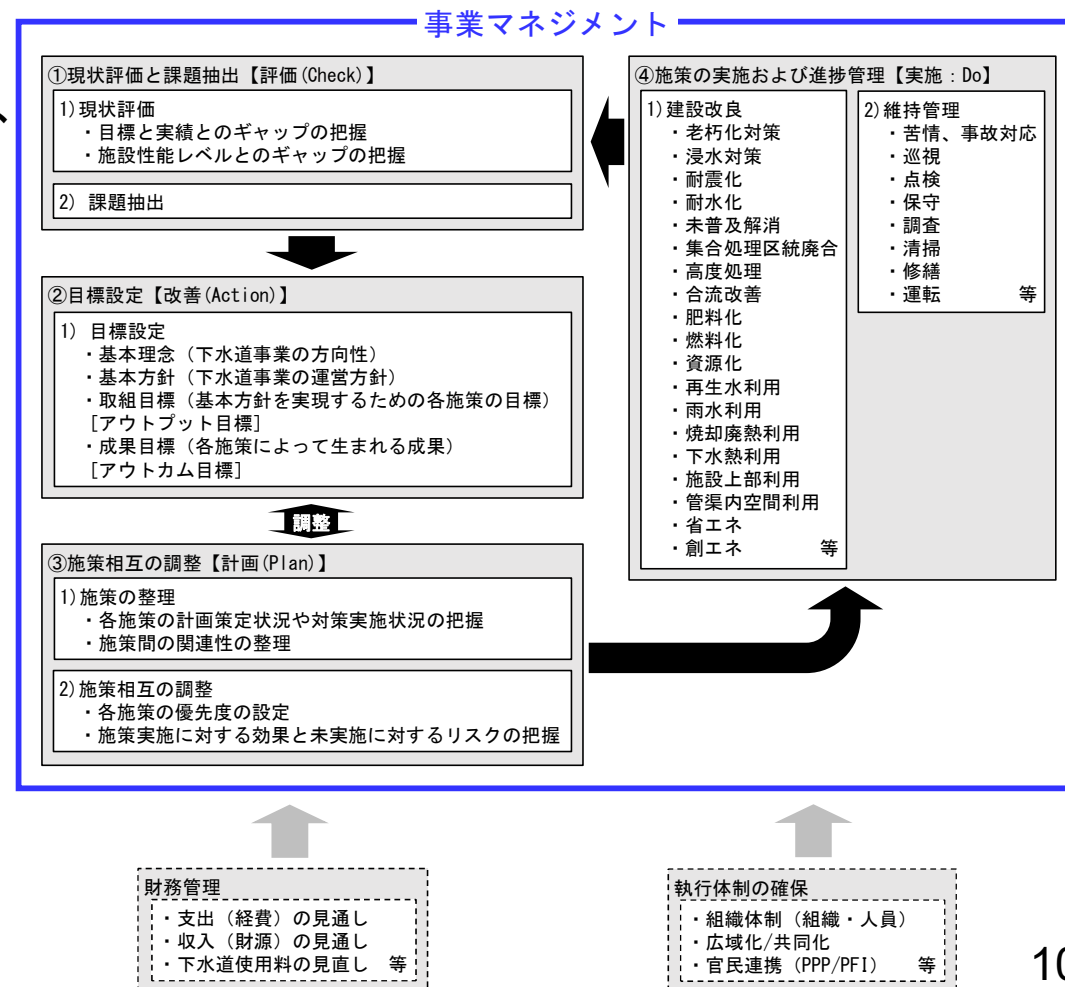 事業マネジメント
①現状評価と課題抽出【評価(Check)】
1)現状評価
・目標と実績とのギャップの把握
・施設性能レベルとのギャップの把握
2) 課題抽出
②目標設定【改善(Action)】
1) 目標設定
・基本理念（下水道事業の方向性）
・基本方針（下水道事業の運営方針）
・取組目標（基本方針を実現するための各施策の目標）
[アウトプット目標]
・成果目標（各施策によって生まれる成果）
[アウトカム目標]
調整
③施策相互の調整【計画(Plan)】
1)施策の整理
・各施策の計画策定状況や対策実施状況の把握
・施策間の関連性の整理
2)施策相互の調整
・各施策の優先度の設定
・施策実施に対する効果と未実施に対するリスクの把握
④施策の実施および進捗管理【実施：Do】
1)建設改良
・老朽化対策
・浸水対策
・耐震化
・耐水化
・未普及解消
・集合処理区統廃合
・高度処理
・合流改善
・肥料化
・燃料化
・資源化
・再生水利用
・雨水利用
・焼却廃熱利用
・下水熱利用
・施設上部利用
・管渠内空間利用
・省エネ
・創エネ 等
2)維持管理
・苦情、事故対応
・巡視
・点検
・保守
・調査
・清掃
・修繕
・運転 等
財務管理
・支出（経費）の見通し
・収入（財源）の見通し
・下水道使用料の見直し 等
執行体制の確保
・組織体制（組織・人員）
・広域化/共同化
・官民連携（PPP/PFI） 等
10